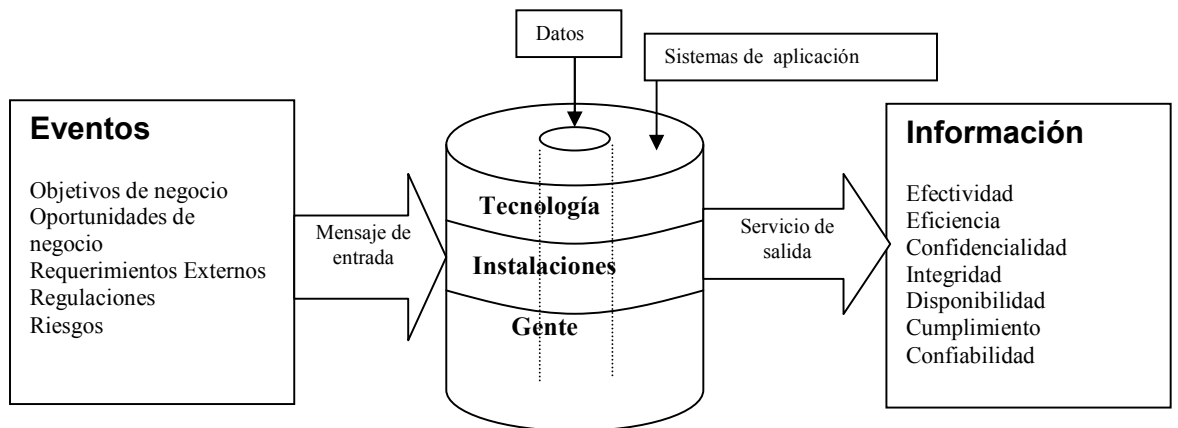 Datos
Sistemas de aplicación
Eventos
Objetivos de negocio
Oportunidades de
negocio
Requerimientos Externos
Regulaciones
Riesgos
Mensaje de
entrada
Tecnología
Instalaciones
Gente
Servicio de
salida
Información
Efectividad
Eficiencia
Confidencialidad
Integridad
Disponibilidad
Cumplimiento
Confiabilidad